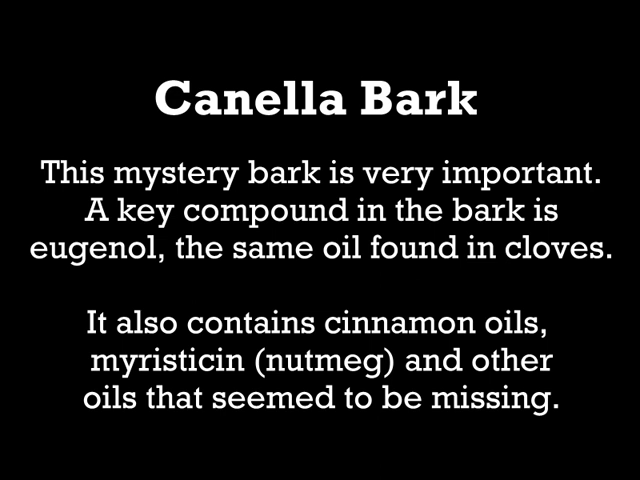 Canella Bark
This mystery bark is very important.
A key compound in the bark is
eugenol, the same oil found in cloves.
It also contains cinnamon oils,
myristicin (nutmeg) and other
oils that seemed to be missing.